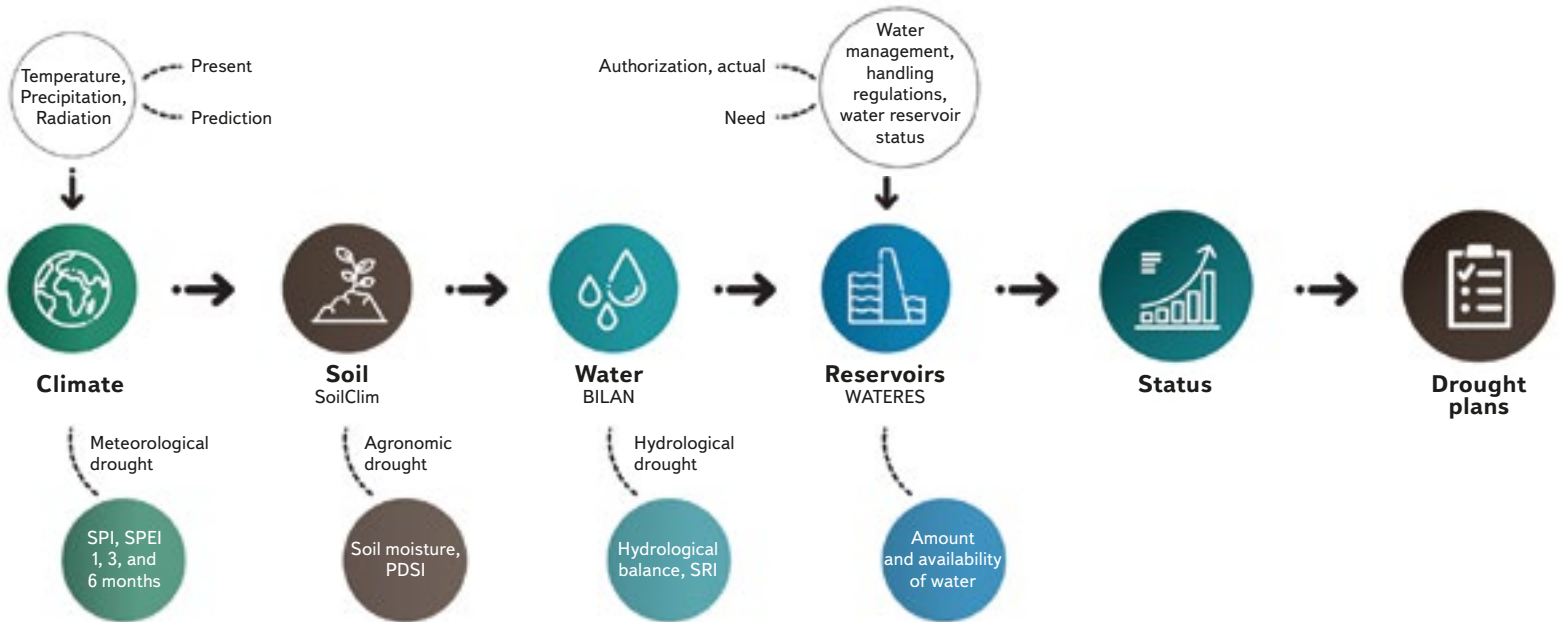 Temperature,
Precipitation,
Radiation
Present
Prediction
Authorization, actual
Need
Water
management,
handling
regulations,
water reservoir
status
Climate
Soil
SoilClim
Water
BILAN
Reservoirs
WATERES
Status
Drought
plans
Meteorological
drought
Agronomic
drought
Hydrological
drought
SPI, SPEI
1, 3, and
6 months
Soil moisture,
PDSI
Hydrological
balance, SRI
Amount
and availability
of water